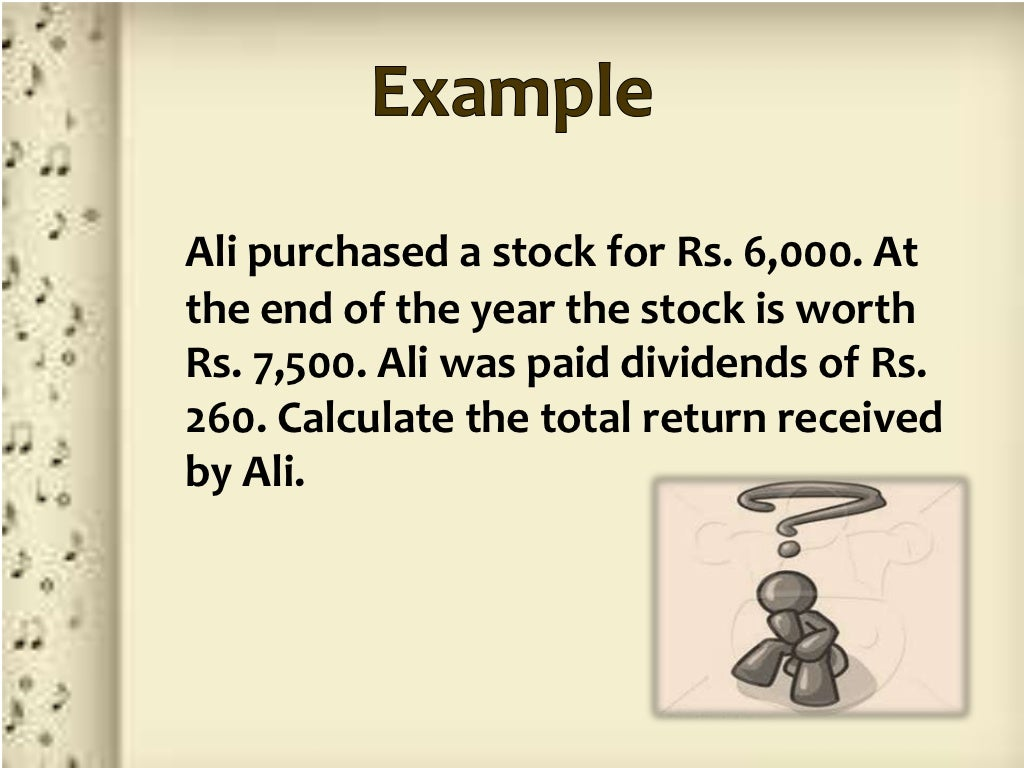 Example
Ali purchased a stock for Rs. 6,000. At
the end of the year the stock is worth
Rs. 7,500. Ali was paid dividends of Rs.
260. Calculate the total return received
by Ali.